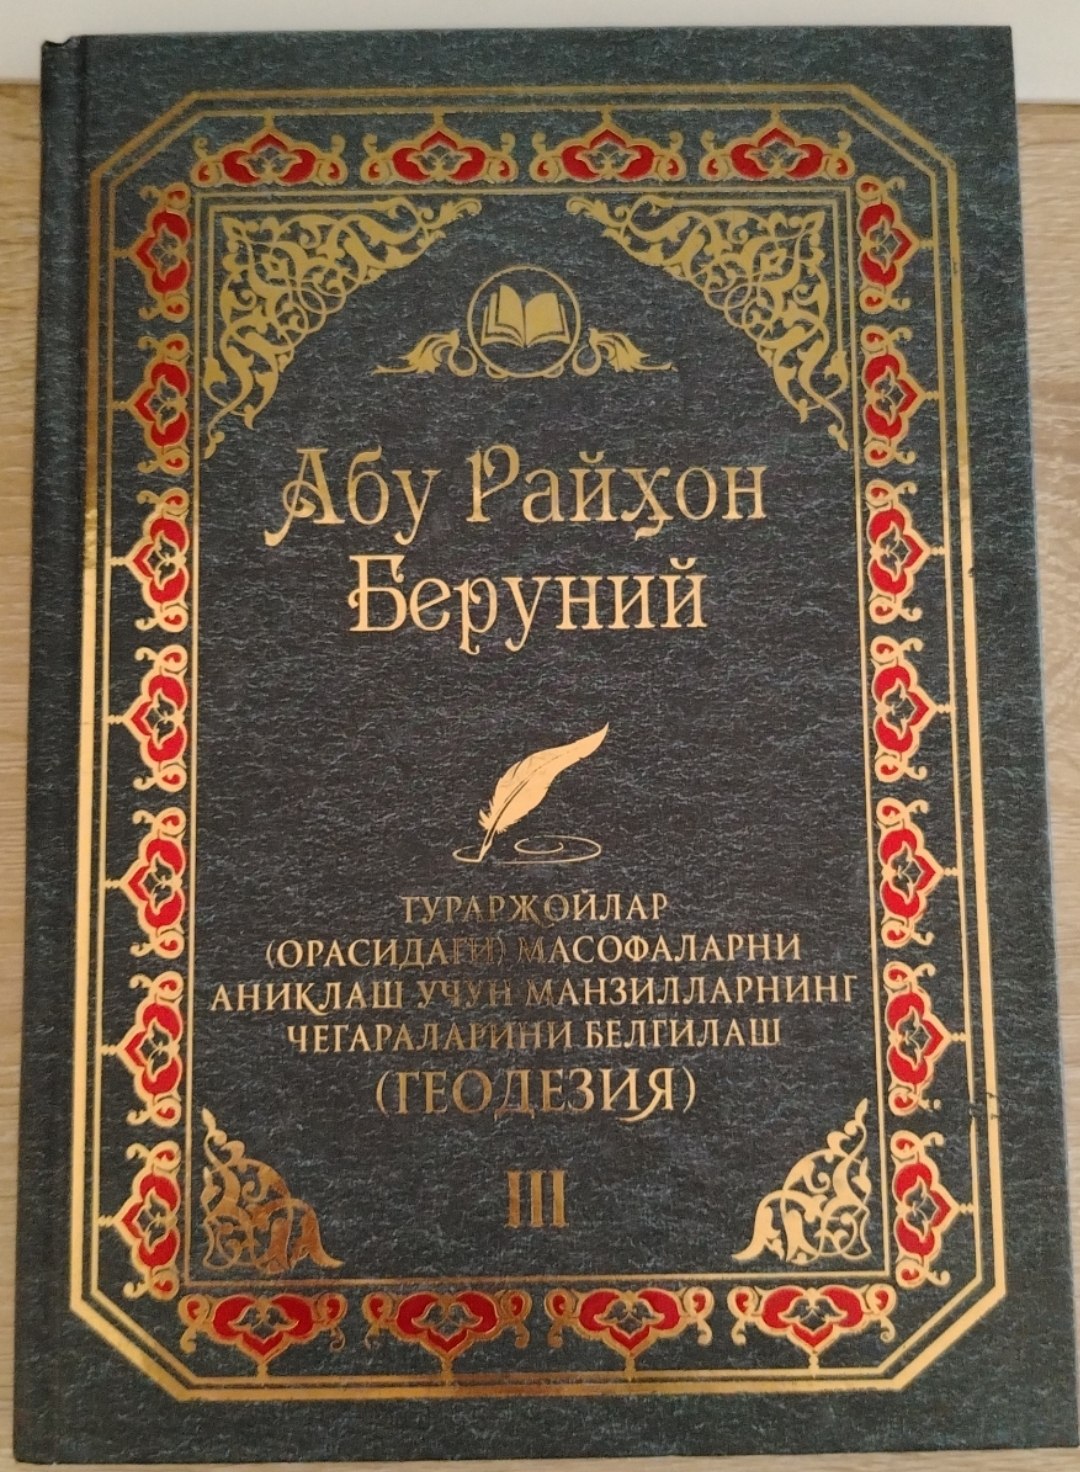 Абу Райҳон
Беруний
ТУРАРЖОЙЛАР
(ОРАСИДАГИ) МАСОФАЛАРНИ
АНИҚЛАШ УЧУН МАНЗИЛЛАРНИНГ
ЧЕГАРАЛАРИНИ БЕЛГИЛАШ
(ГЕОДЕЗИЯ)
III